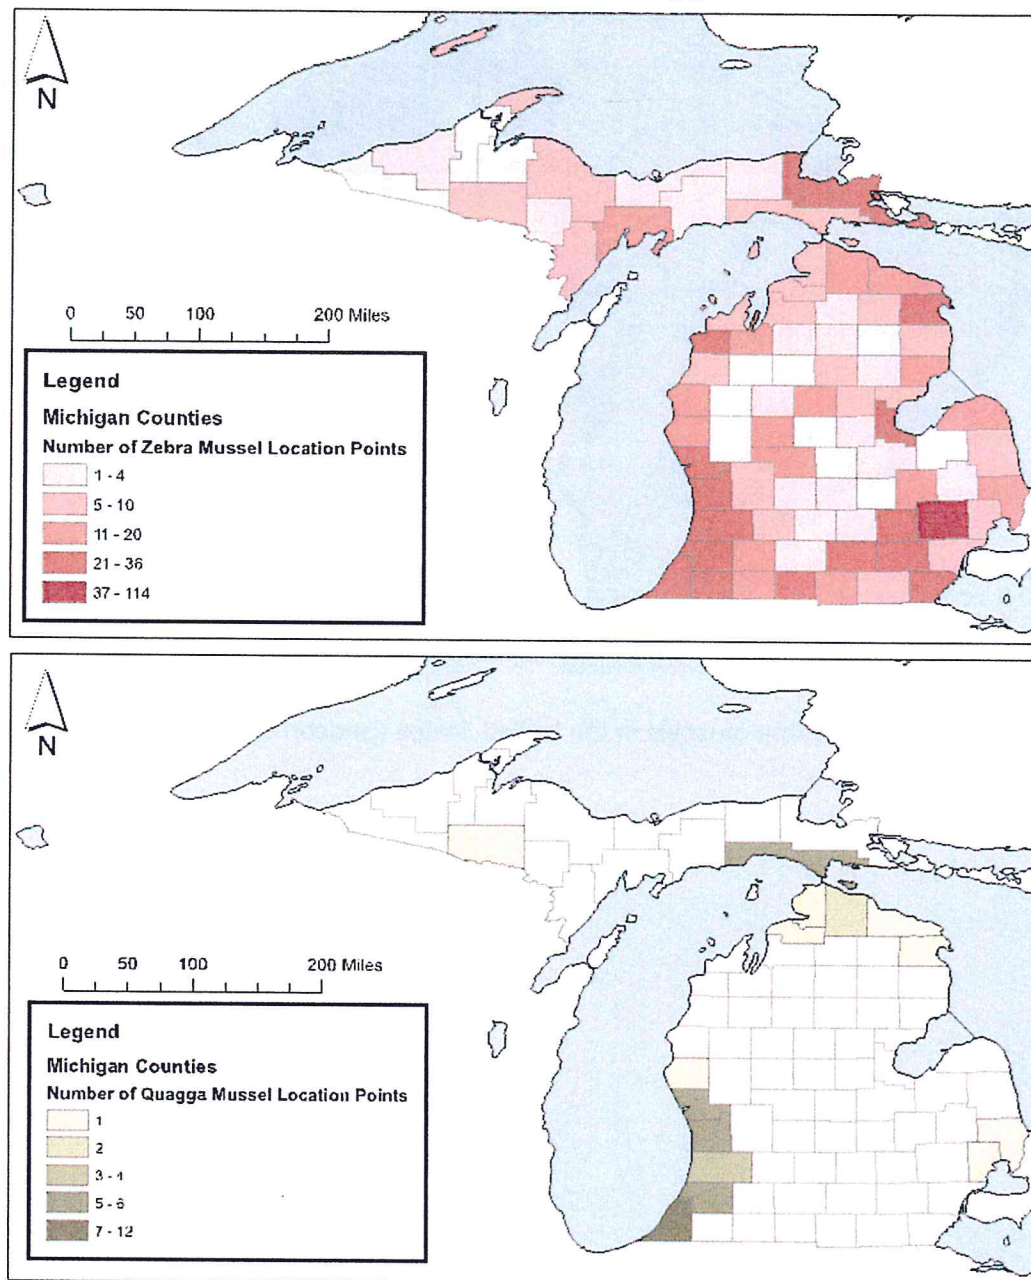 N
0 50 100 200 Miles
Legend
Michigan Counties
Number of Zebra Mussel Location Points
1 - 4
5 - 10
11 - 20
21 - 36
37 - 114
N
0 50 100 200 Miles
Legend
Michigan Counties
Number of Quagga Mussel Location Points
1
2
3 - 4
5 - 6
7 - 12